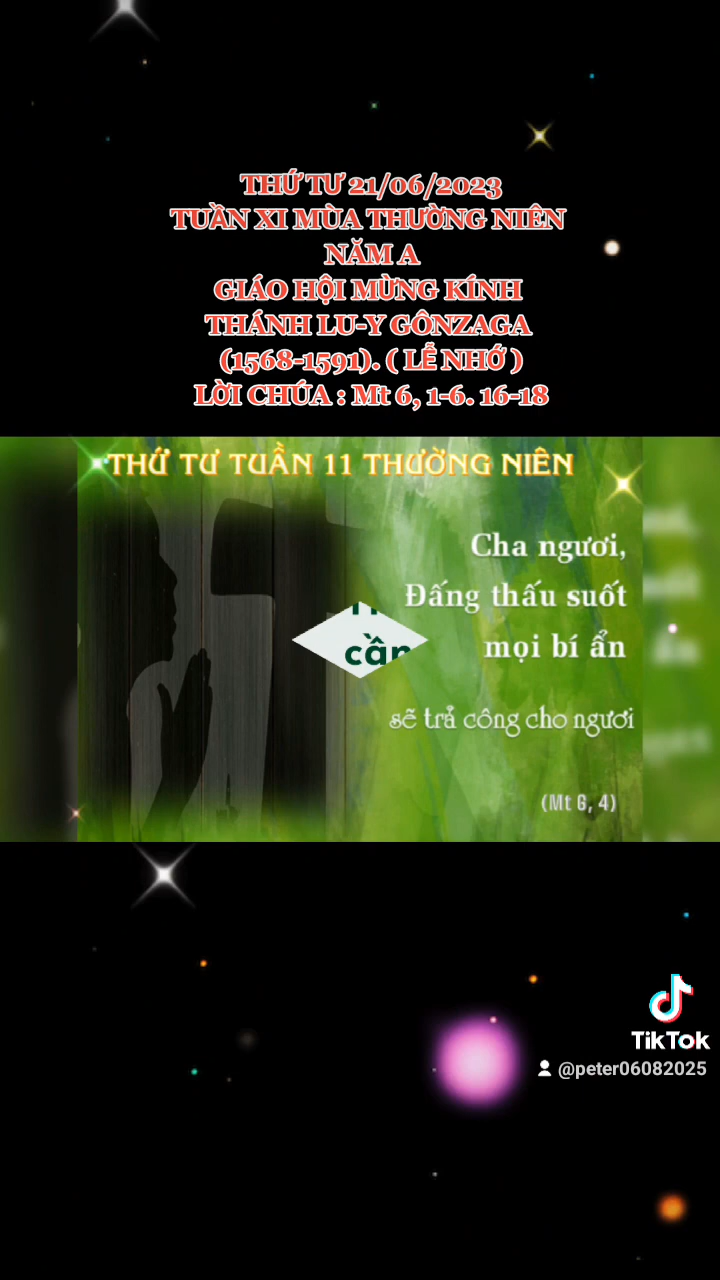 THỨ TƯ 21/06/2023
TUẦN XI MÙA THƯỜNG NIÊN
NĂM A
GIÁO HỘI MỪNG KÍNH
THÁNH LU-Y GÔNZAGA
(1568-1591). ( LỄ NHỚ )
LỜI CHÚA : Mt 6, 1-6. 16-18
THỨ TƯ TUẦN 11 THƯỜNG NIÊN
Cha ngươi,
Đấng thấu suốt
mọi bí ẩn
cần
sẽ trả công cho ngươi
(Mt 6, 4)
TikTok
@peter06082025